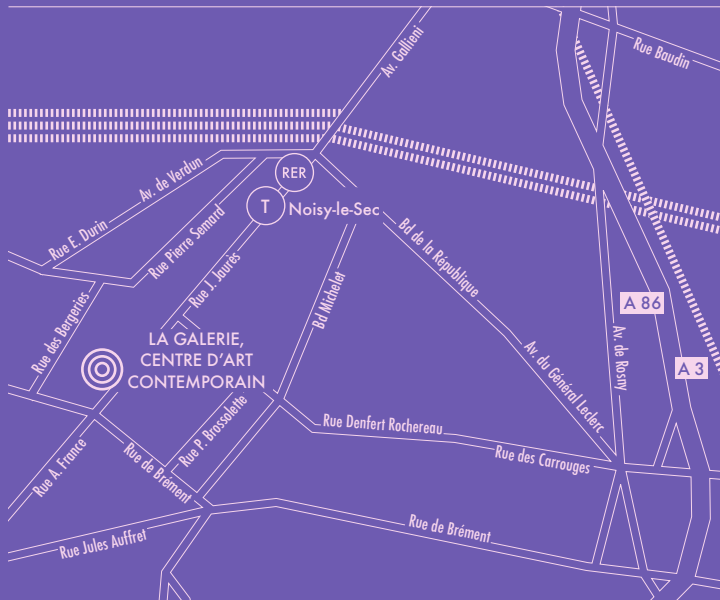 Av. Gallieni
Rue Baudin
RER
Av. de Verdun
T
Noisy-le-Sec
Rue E. Durin
Rue Pierre Semard
Bd de la République
Rue J. Jaurès
Bd Michelet
A 86
Rue des Bergeries
LA GALERIE,
CENTRE D'ART
CONTEMPORAIN
Av. de Rosny
A 3
Av. du Général Leclerc
Rue P. Brossolette
Rue Denfert Rochereau
Rue A. France
Rue de Brément
Rue des Carrouges
Rue Jules Auffret
Rue de Brément